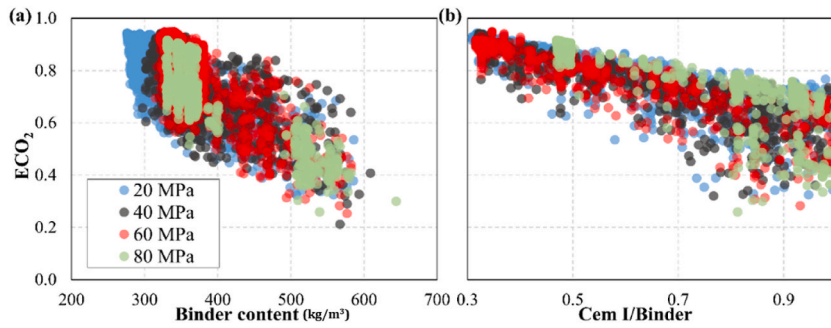 (a)
(b)
ECO₂
1.0
0.8
0.6
0.4
0.2
0.0
20 MPa
40 MPa
60 MPa
80 MPa
200 300 400 500 600 700
0.3 0.5 0.7 0.9
Binder content (kg/m³)
Cem I/Binder